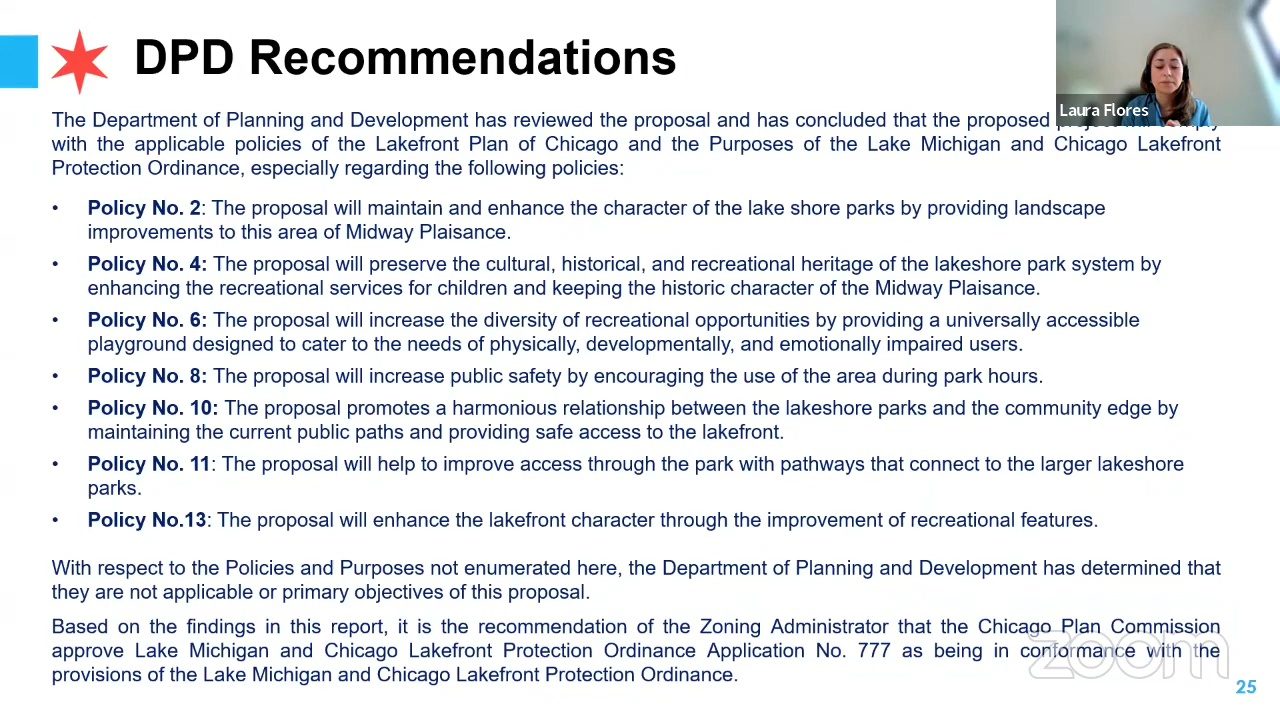 DPD Recommendations
Laura Flores
The Department of Planning and Development has reviewed the proposal and has concluded that the proposed
with the applicable policies of the Lakefront Plan of Chicago and the Purposes of the Lake Michigan and Chicago Lakefront
Protection Ordinance, especially regarding the following policies:
• Policy No. 2: The proposal will maintain and enhance the character of the lake shore parks by providing landscape
improvements to this area of Midway Plaisance.
• Policy No. 4: The proposal will preserve the cultural, historical, and recreational heritage of the lakeshore park system by
enhancing the recreational services for children and keeping the historic character of the Midway Plaisance.
• Policy No. 6: The proposal will increase the diversity of recreational opportunities by providing a universally accessible
playground designed to cater to the needs of physically, developmentally, and emotionally impaired users.
• Policy No. 8: The proposal will increase public safety by encouraging the use of the area during park hours.
• Policy No. 10: The proposal promotes a harmonious relationship between the lakeshore parks and the community edge by
maintaining the current public paths and providing safe access to the lakefront.
• Policy No. 11: The proposal will help to improve access through the park with pathways that connect to the larger lakeshore
parks.
• Policy No.13: The proposal will enhance the lakefront character through the improvement of recreational features.
With respect to the Policies and Purposes not enumerated here, the Department of Planning and Development has determined that
they are not applicable or primary objectives of this proposal.
Based on the findings in this report, it is the recommendation of the Zoning Administrator that the Chicago Plan Commission
approve Lake Michigan and Chicago Lakefront Protection Ordinance Application No. 777 as being in conformance with the
provisions of the Lake Michigan and Chicago Lakefront Protection Ordinance.
zoom
25